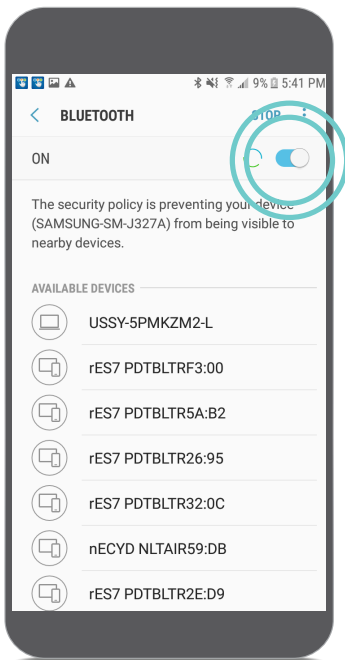 9% 5:41 PM
BLUETOOTH STOP
ON
The security policy is preventing your device
(SAMSUNG-SM-J327A) from being visible to
nearby devices.
AVAILABLE DEVICES
USSY-5PMKZM2-L
rES7 PDTBLTRF3:00
rES7 PDTBLTR5A:B2
rES7 PDTBLTR26:95
rES7 PDTBLTR32:0C
nECYD NLTAIR59:DB
rES7 PDTBLTR2E:D9